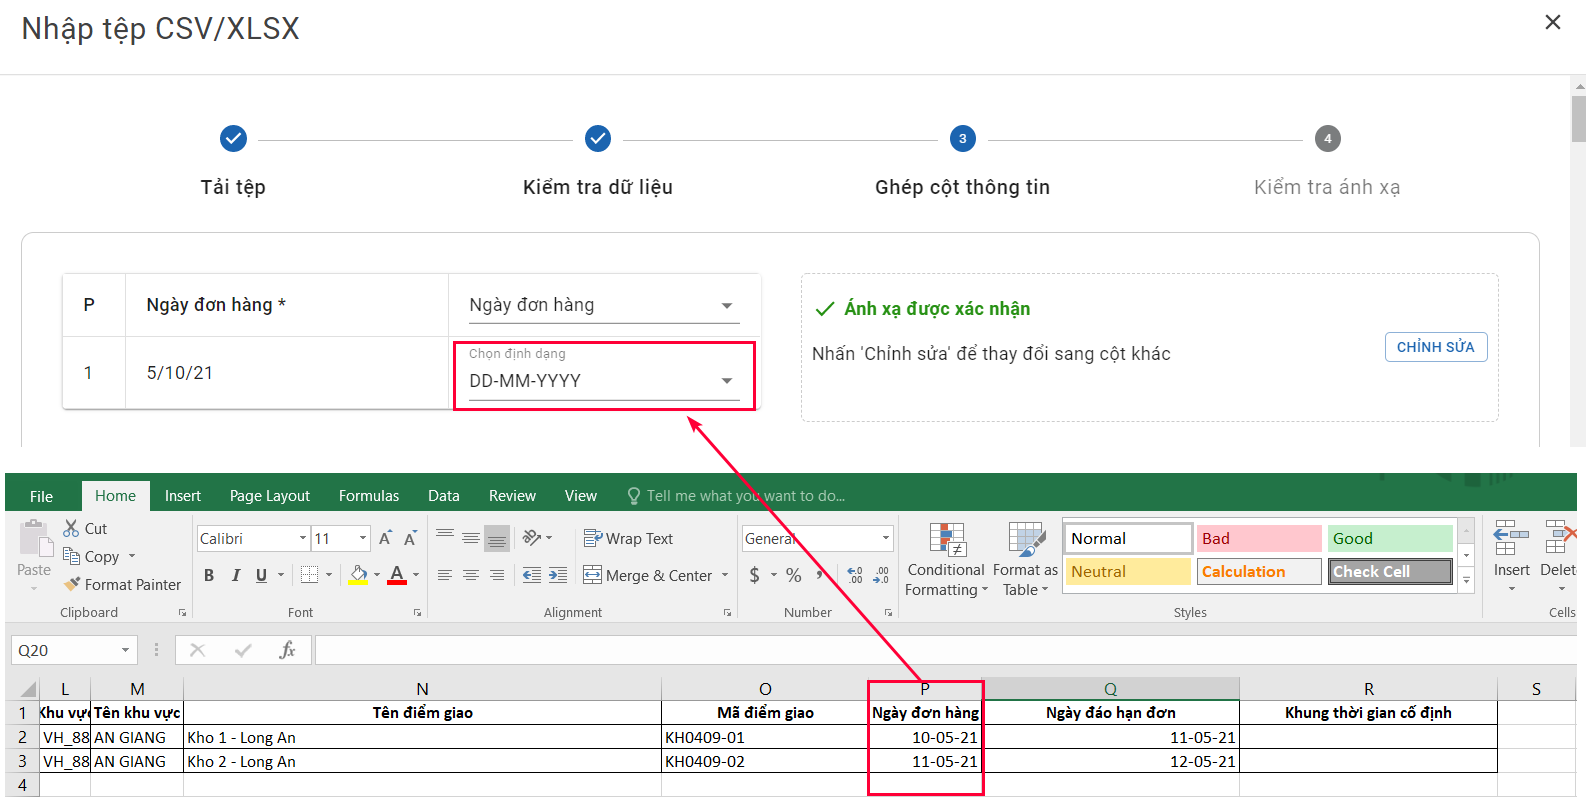 Nhập tệp CSV/XLSX
3
4
Tải tệp
Kiểm tra dữ liệu
Ghép cột thông tin
Kiểm tra ánh xạ
P
Ngày đơn hàng *
Ngày đơn hàng
1
5/10/21
Chọn định dạng
DD-MM-YYYY
Ánh xạ được xác nhận
Nhấn 'Chỉnh sửa' để thay đổi sang cột khác
CHỈNH SỬA
File Home Insert Page Layout Formulas Data Review View Tell me what you want to do...
Paste
Cut
Copy
Format Painter
Clipboard
Calibri 11
B I U
Font
Wrap Text
Merge & Center
Alignment
General
$ % ,
Number
Conditional Formatting
Format as Table
Normal Bad Good
Neutral Calculation Check Cell
Styles
Insert
Delet
Cells
Q20 fx
L M N O P Q R S
1 Khu vực Tên khu vực Tên điểm giao Mã điểm giao Ngày đơn hàng Ngày đáo hạn đơn Khung thời gian cố định
2 VH_88 AN GIANG Kho 1 - Long An KH0409-01 10-05-21 11-05-21
3 VH_88 AN GIANG Kho 2 - Long An KH0409-02 11-05-21 12-05-21
4